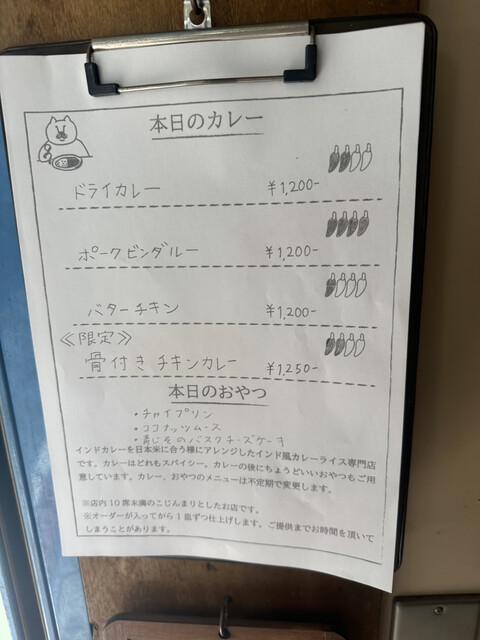 本日のカレー
ドライカレー ¥1,200-
ポークビンダルー ¥1,200-
バターチキン ¥1,200-
≪限定≫
骨付きチキンカレー ¥1,250-
本日のおやつ
・チャイプリン
・ココナッツムース
・青じそのバスクチーズケーキ
インドカレーを日本米に合う様にアレンジしたインド風カレーライス専門店
です。カレーはどれもスパイシー。カレーの後にちょうどいいおやつもご用
意しています。カレー、おやつのメニューは不定期で変更します。
※店内10席未満のこじんまりとしたお店です。
※オーダーが入ってから1皿ずつ仕上げします。ご提供までお時間を頂いて
しまうことがあります。